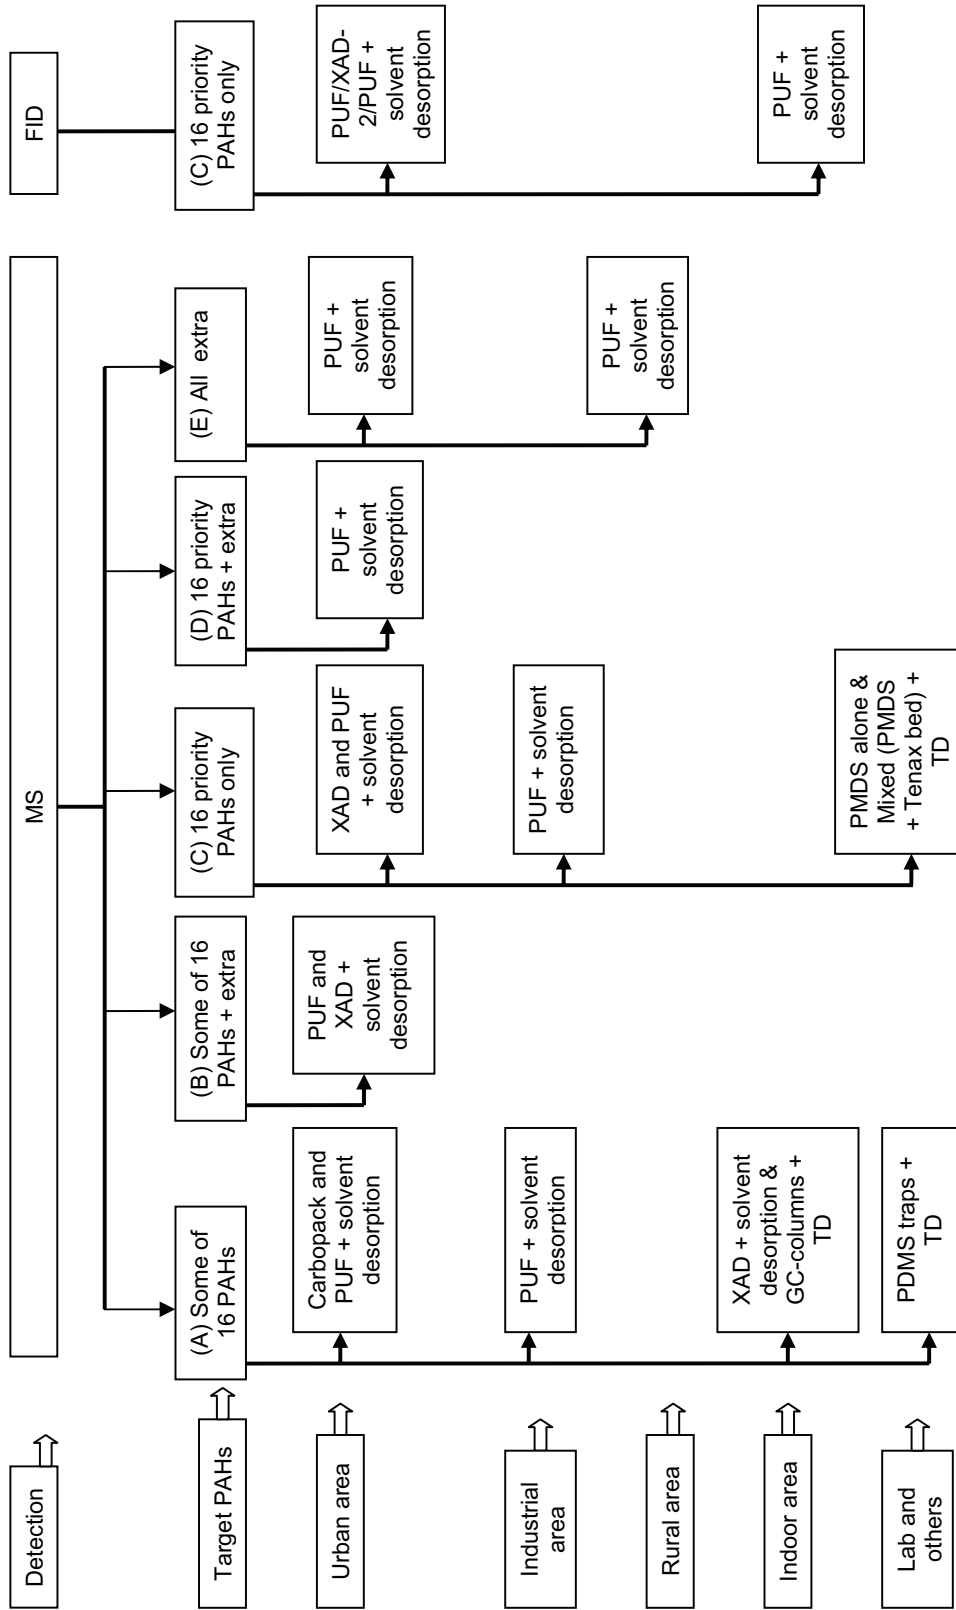 Detection
MS
FID
Target PAHs
(A) Some of
16 PAHs
(B) Some of 16
PAHs + extra
(C) 16 priority
PAHs only
(D) 16 priority
PAHs + extra
(E) All extra
(C) 16 priority
PAHs only
Urban area
Carbopack and
PUF + solvent
desorption
PUF and
XAD +
solvent
desorption
XAD and PUF
+ solvent
desorption
PUF +
solvent
desorption
PUF +
solvent
desorption
PUF/XAD-
2/PUF +
solvent
desorption
Industrial
area
PUF + solvent
desorption
PUF + solvent
desorption
Rural area
PUF +
solvent
desorption
Indoor area
XAD + solvent
desorption &
GC-columns +
TD
PUF +
solvent
desorption
Lab and
others
PDMS traps +
TD
PMDS alone &
Mixed (PMDS
+ Tenax bed) +
TD